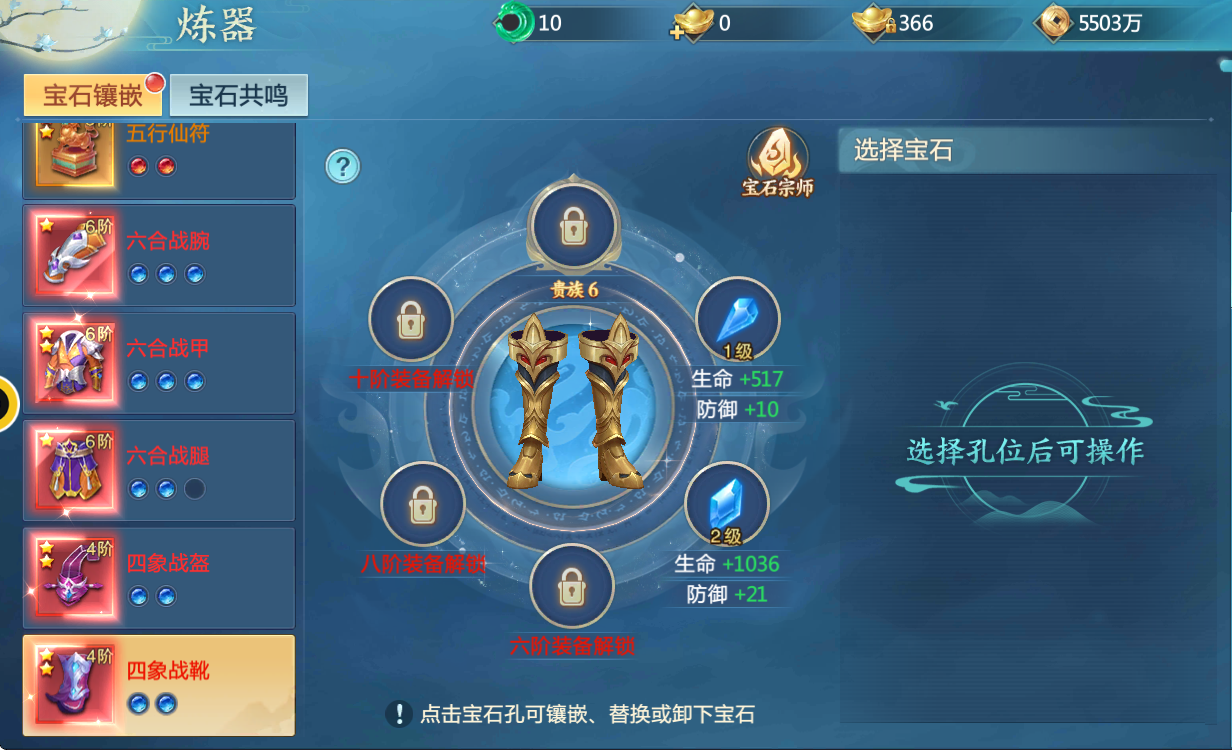 炼器
10
0
366
5503万
宝石镶嵌
宝石共鸣
五行仙符
6阶
六合战腕
6阶
六合战甲
6阶
六合战腿
4阶
四象战盔
4阶
四象战靴
?
宝石宗师
贵族 6
十阶装备解锁
1级
生命 +517
防御 +10
八阶装备解锁
2级
生命 +1036
防御 +21
六阶装备解锁
点击宝石孔可镶嵌、替换或卸下宝石
选择宝石
选择孔位后可操作